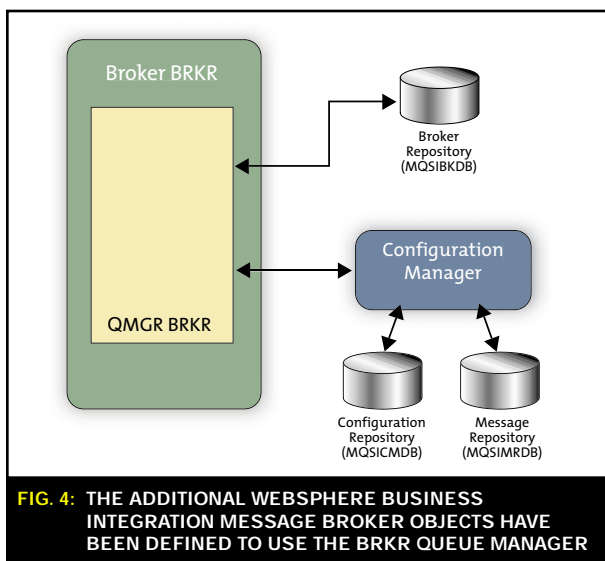 Broker BRKR
Broker
Repository
(MQSIBKDB)
Configuration
Manager
QMGR BRKR
Configuration
Repository
(MQSICMDB)
Message
Repository
(MQSIMRDB)
FIG. 4: THE ADDITIONAL WEBSPHERE BUSINESS
INTEGRATION MESSAGE BROKER OBJECTS HAVE
BEEN DEFINED TO USE THE BRKR QUEUE MANAGER